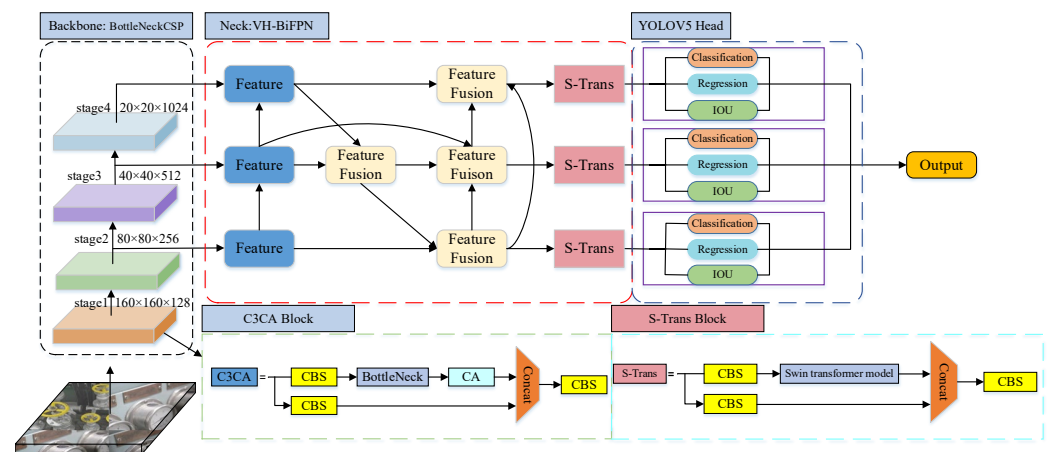 Backbone: BottleNeckCSP
Neck:VH-BiFPN
YOLOV5 Head
stage4
20×20×1024
stage3
40×40×512
stage2
80×80×256
stage1
160×160×128
Feature
Feature
Fusion
S-Trans
Classification
Regression
IOU
Feature
Feature
Fusion
Feature
Fuison
S-Trans
Classification
Regression
IOU
Output
Feature
Feature
Fusion
S-Trans
Classification
Regression
IOU
C3CA Block
S-Trans Block
C3CA
=
CBS
BottleNeck
CA
CBS
Concat
CBS
S-Trans
=
CBS
Swin transformer model
CBS
Concat
CBS